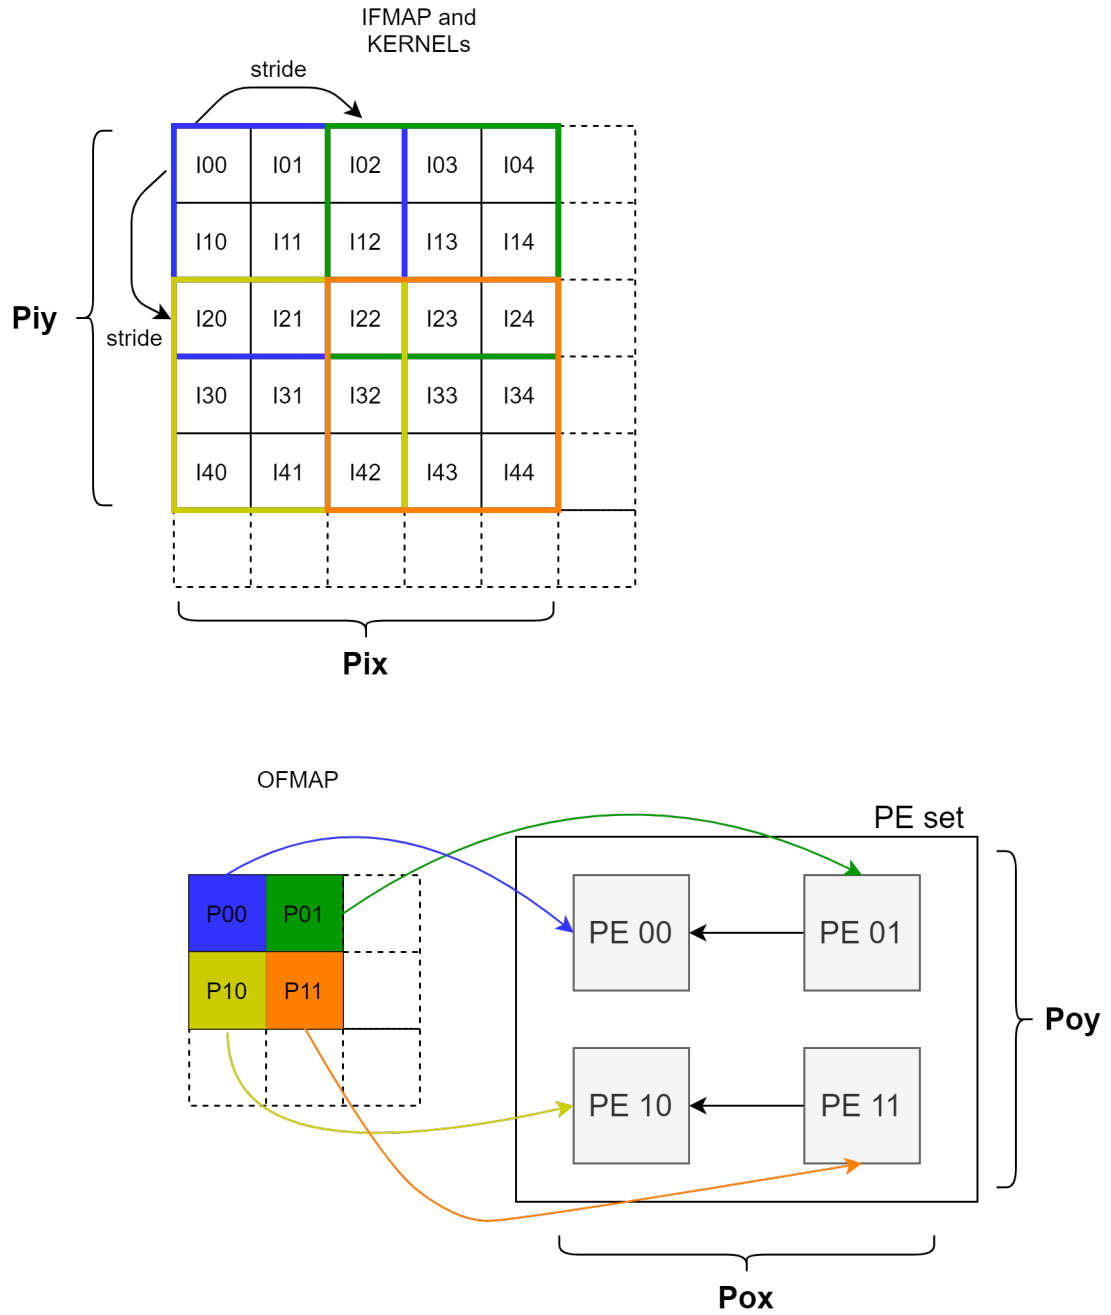 IFMAP and
KERNELs
stride
I00 I01 I02 I03 I04
I10 I11 I12 I13 I14
Piy
I20 I21 I22 I23 I24
stride
I30 I31 I32 I33 I34
I40 I41 I42 I43 I44
Pix
OFMAP
PE set
P00 P01
PE 00 PE 01
P10 P11
Poy
PE 10 PE 11
Pox